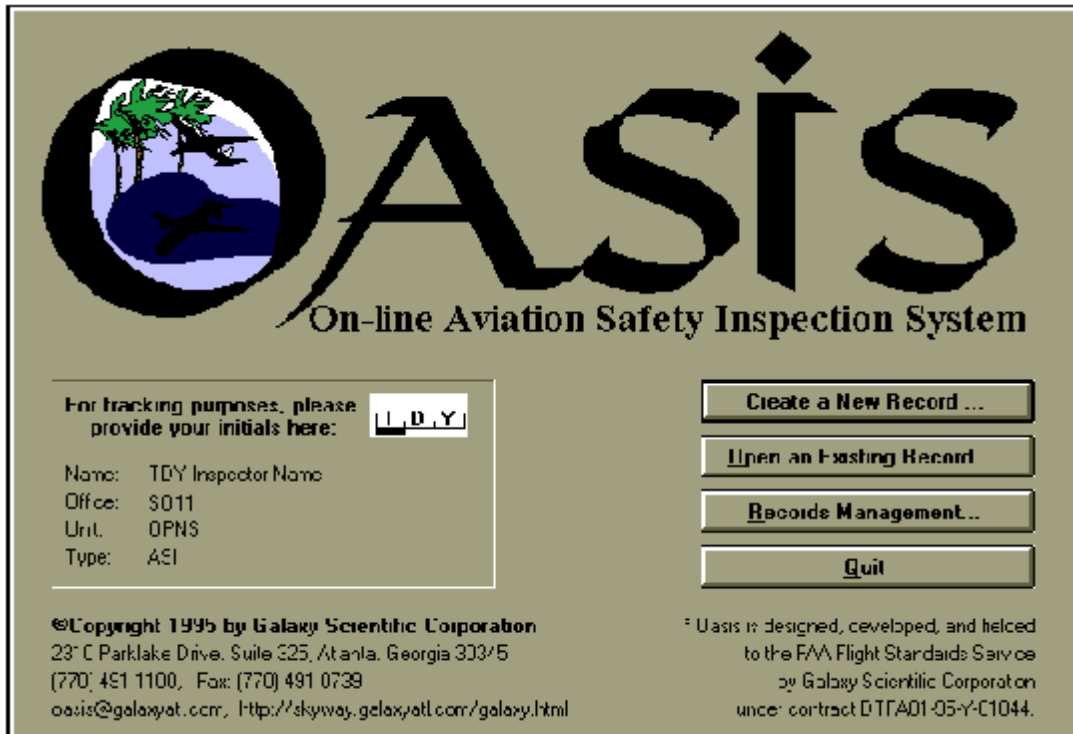 OASIS
On-line Aviation Safety Inspection System
For tracking purposes, please
provide your initials here:
T D Y
Name: TDY Inspector Name
Office: SO11
Unit: OPNS
Type: ASI
Create a New Record ...
Open an Existing Record
Records Management...
Quit
©Copyright 1995 by Galaxy Scientific Corporation
2310 Parklake Drive, Suite 325, Atlanta, Georgia 30345
(770) 491 1100, Fax: (770) 491 0739
oasis@galaxyatl.com, http://skyway.galaxyatl.com/galaxy.html
Oasis is designed, developed, and fielded
to the FAA Flight Standards Service
by Galaxy Scientific Corporation
under contract